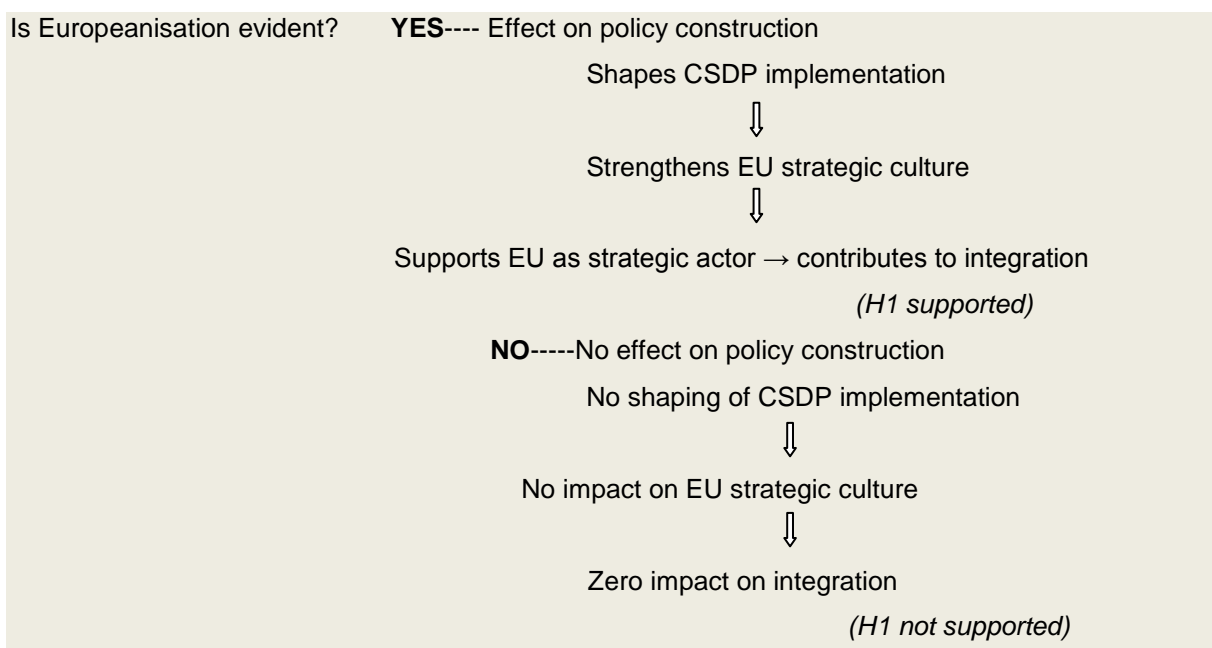 Is Europeanisation evident? YES---- Effect on policy construction
Shapes CSDP implementation
⇓
Strengthens EU strategic culture
⇓
Supports EU as strategic actor → contributes to integration
(H1 supported)
NO-----No effect on policy construction
No shaping of CSDP implementation
⇓
No impact on EU strategic culture
⇓
Zero impact on integration
(H1 not supported)